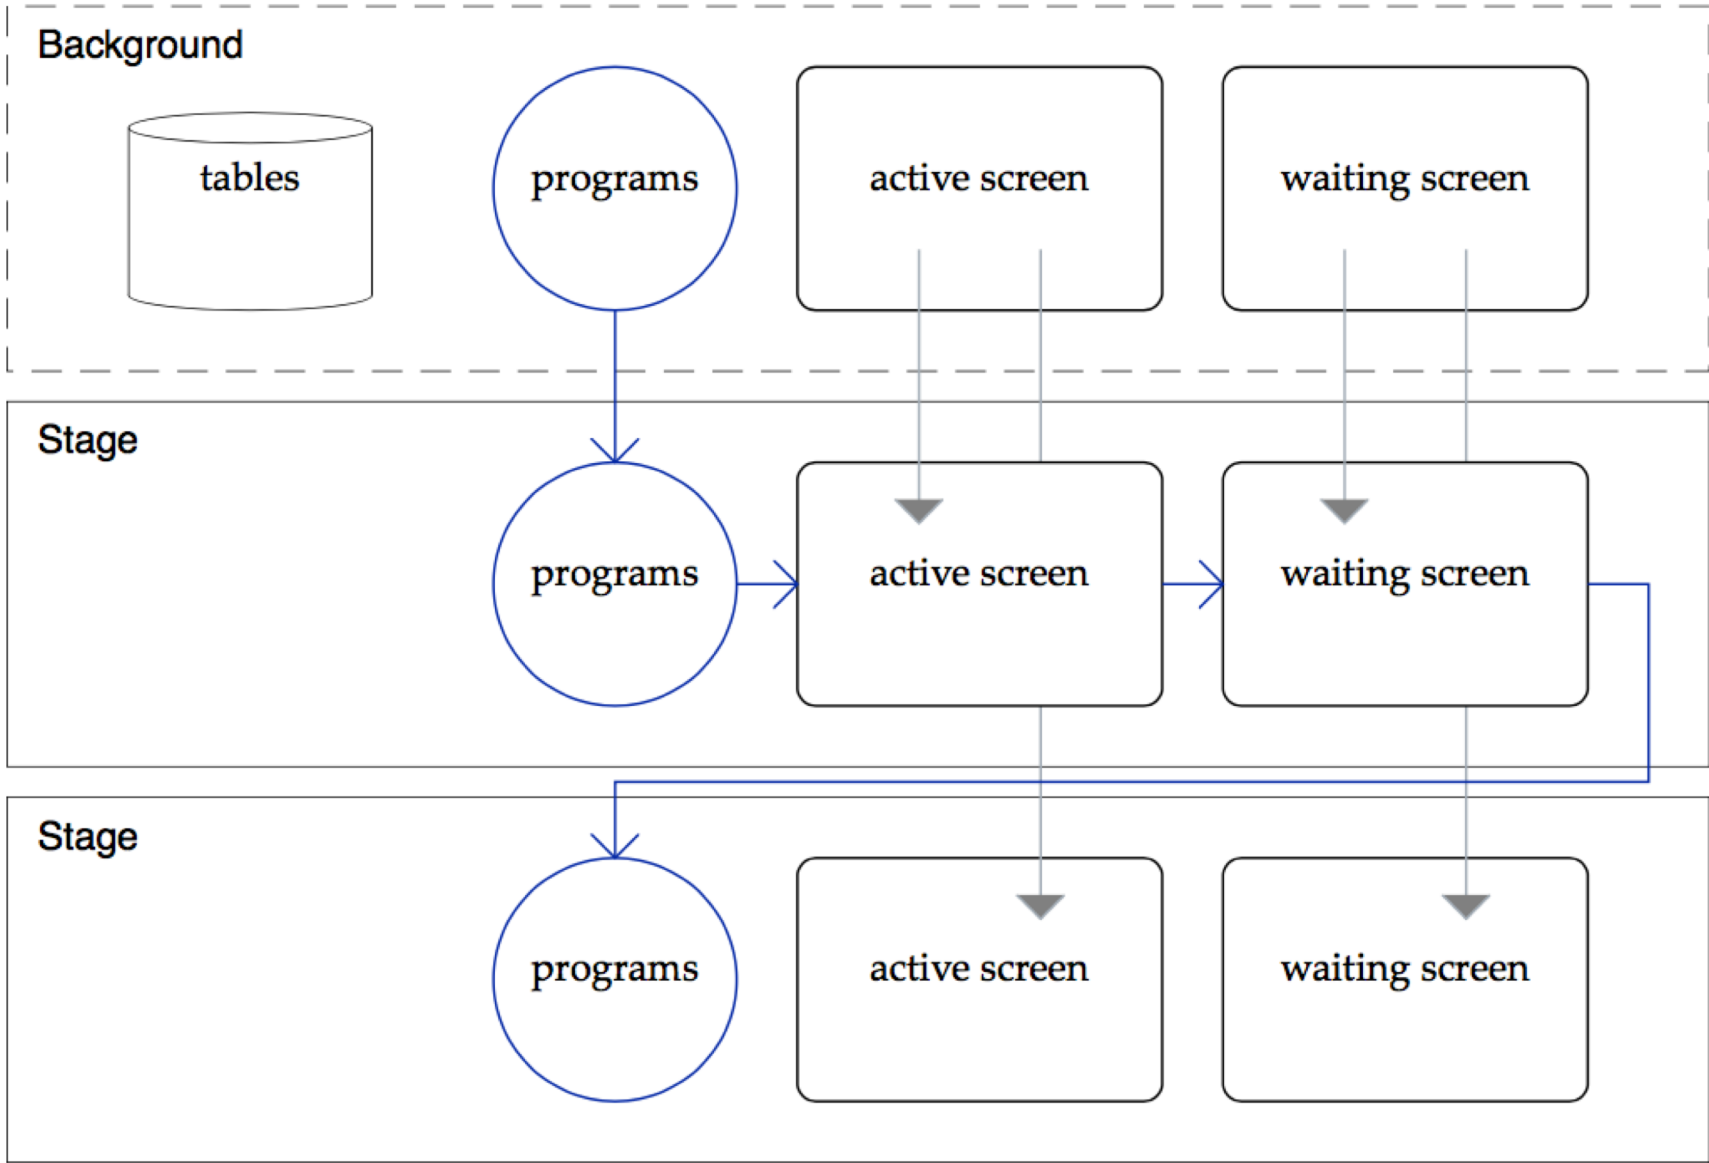 Background
tables
programs
active screen
waiting screen
Stage
programs
active screen
waiting screen
Stage
programs
active screen
waiting screen